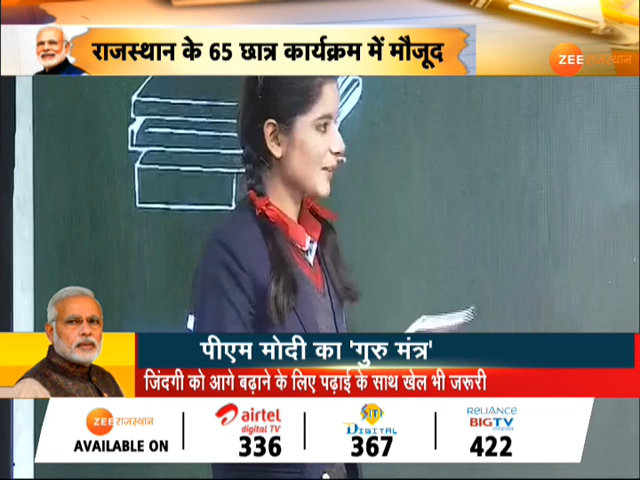 राजस्थान के 65 छात्र कार्यक्रम में मौजूद
ZEE राजस्थान
पीएम मोदी का 'गुरु मंत्र'
जिंदगी को आगे बढ़ाने के लिए पढ़ाई के साथ खेल भी जरूरी
ZEE राजस्थान
AVAILABLE ON
airtel
digital TV
336
SITI
DIGITAL
367
RELIANCE
BIGTV
422